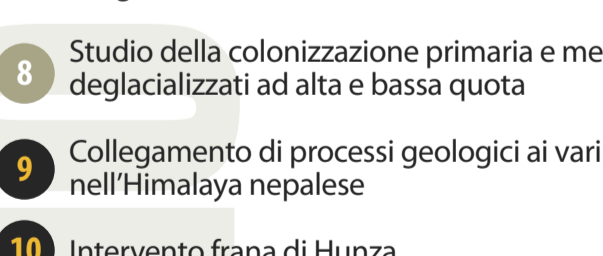 8 Studio della colonizzazione primaria e me
deglacializzati ad alta e bassa quota
9 Collegamento di processi geologici ai vari
nell'Himalaya nepalese
10 Intervento frana di Hunza